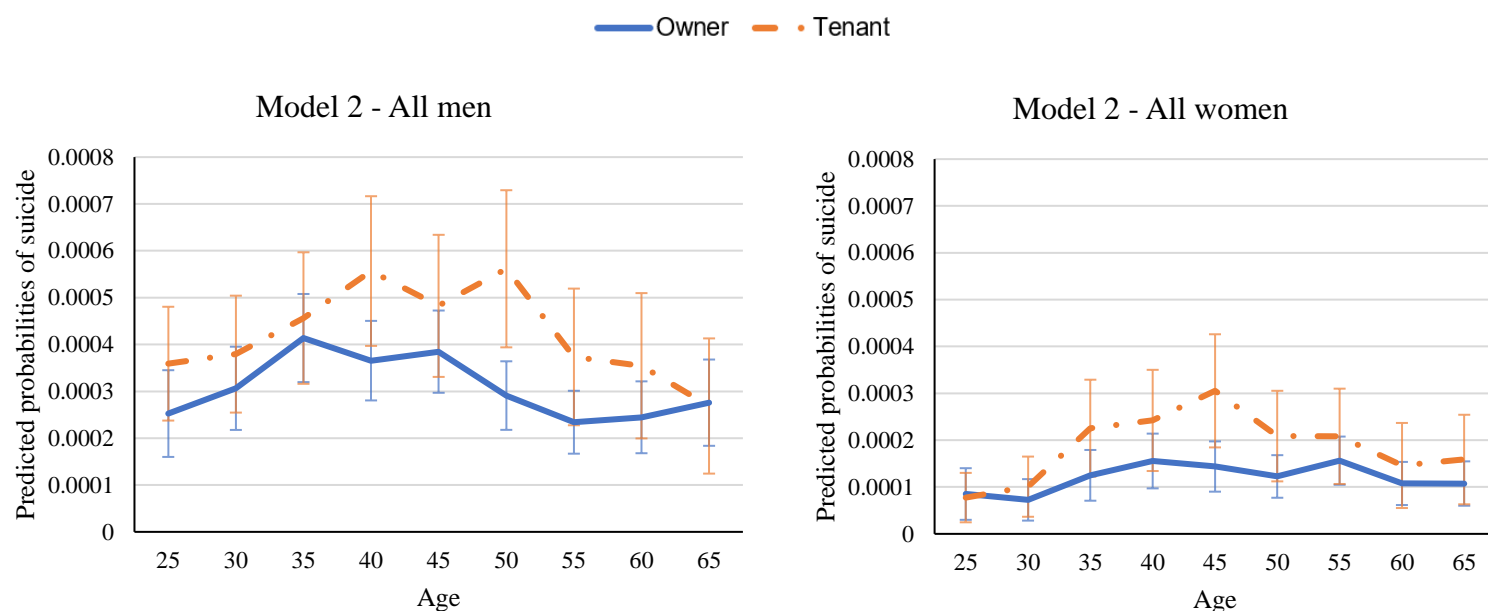 Owner Tenant
Model 2 - All men
Predicted probabilities of suicide
0.0008
0.0007
0.0006
0.0005
0.0004
0.0003
0.0002
0.0001
0
25 30 35 40 45 50 55 60 65
Age
Model 2 - All women
Predicted probabilities of suicide
0.0008
0.0007
0.0006
0.0005
0.0004
0.0003
0.0002
0.0001
0
25 30 35 40 45 50 55 60 65
Age